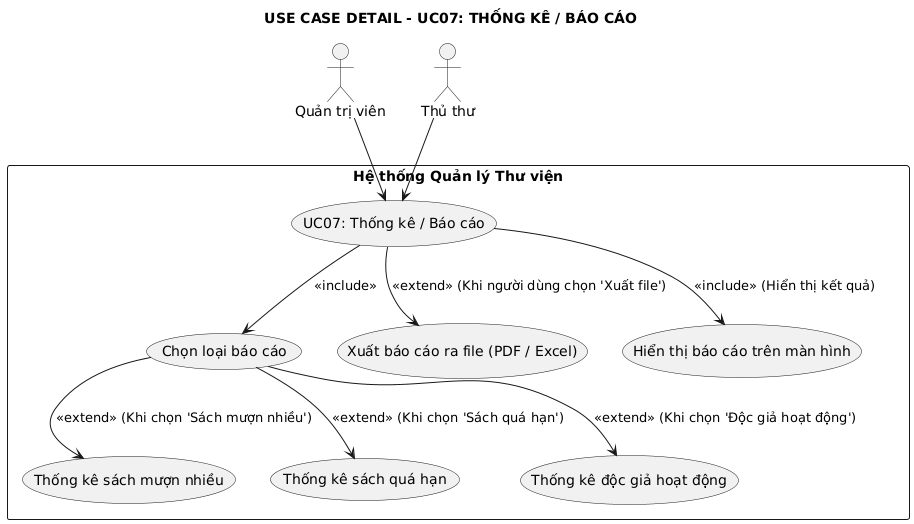 USE CASE DETAIL - UC07: THỐNG KÊ / BÁO CÁO
Quản trị viên
Thủ thư
Hệ thống Quản lý Thư viện
UC07: Thống kê / Báo cáo
«include»
«extend» (Khi người dùng chọn 'Xuất file')
«include» (Hiển thị kết quả)
Chọn loại báo cáo
Xuất báo cáo ra file (PDF / Excel)
Hiển thị báo cáo trên màn hình
«extend» (Khi chọn 'Sách mượn nhiều')
«extend» (Khi chọn 'Sách quá hạn')
«extend» (Khi chọn 'Độc giả hoạt động')
Thống kê sách mượn nhiều
Thống kê sách quá hạn
Thống kê độc giả hoạt động